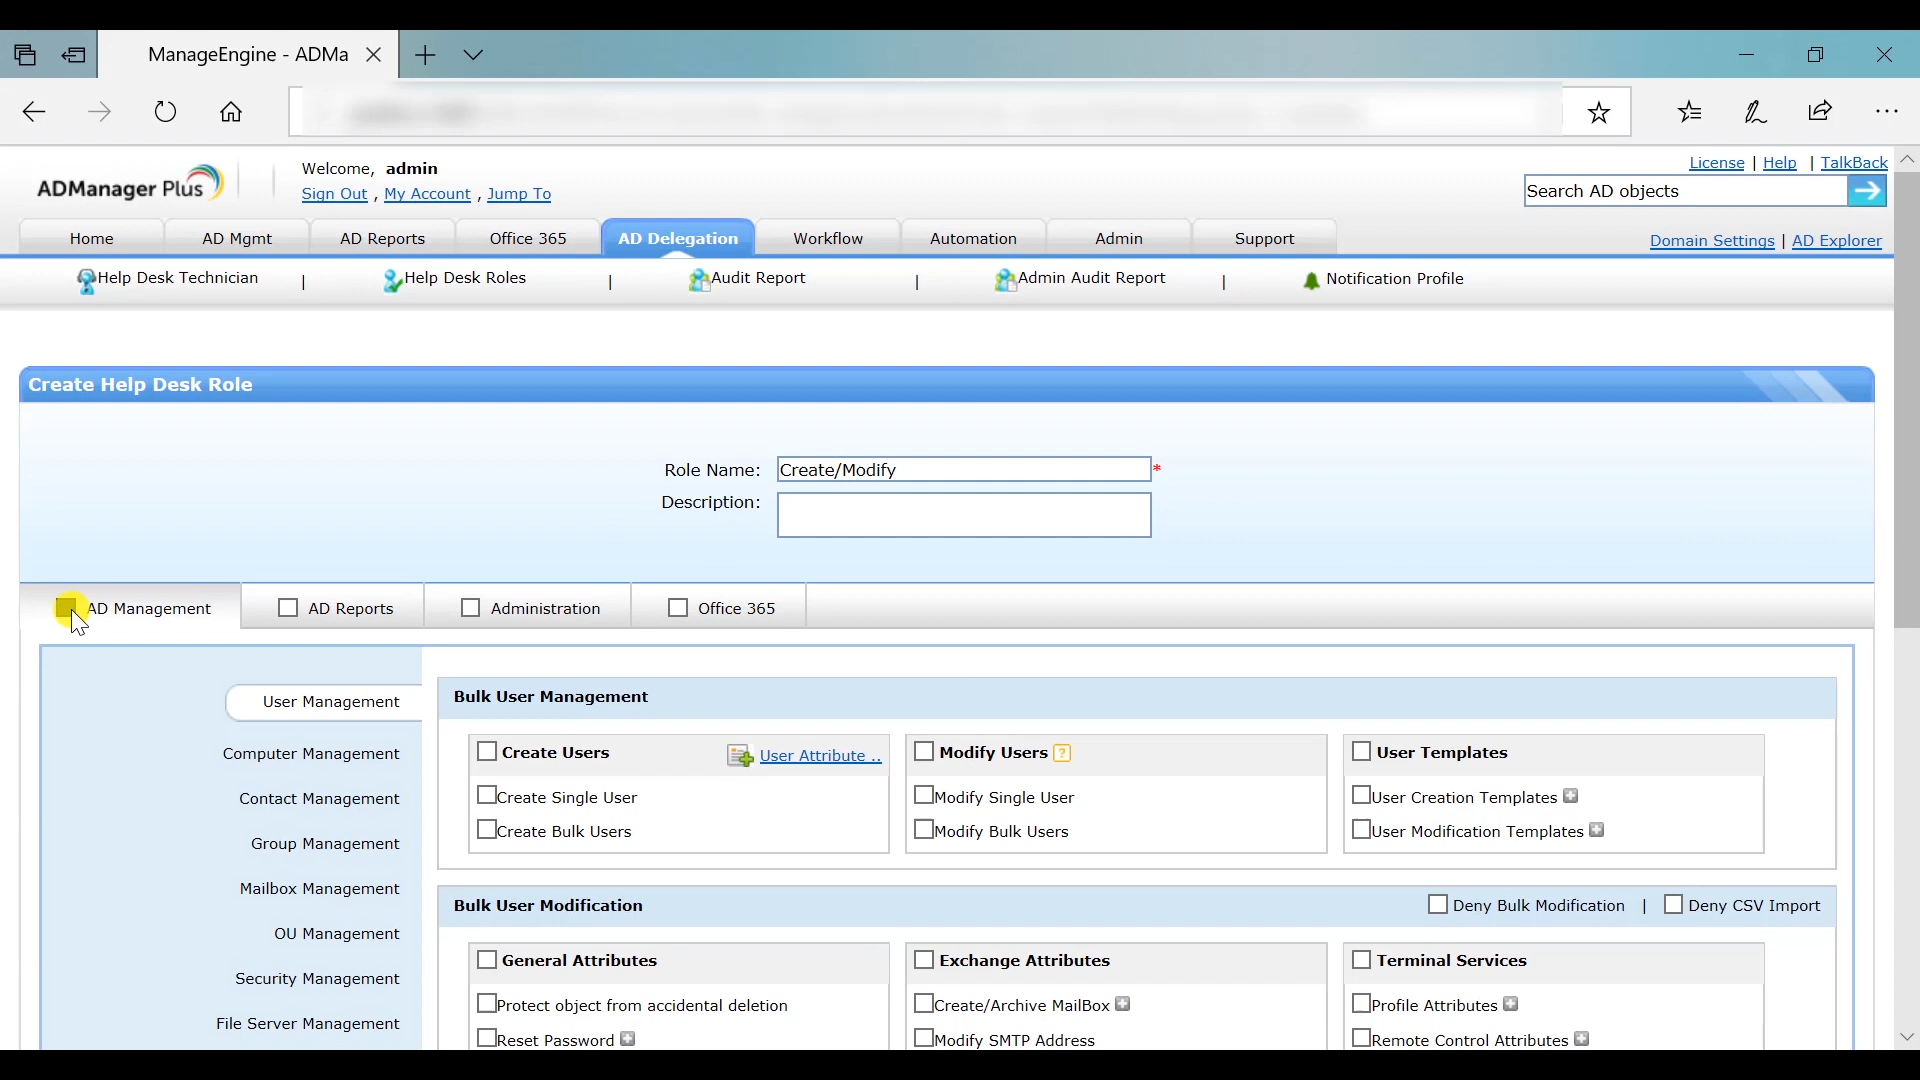 ManageEngine - ADMa
ADManager Plus
Welcome, admin
Sign Out , My Account , Jump To
License | Help | TalkBack
Search AD objects
Home AD Mgmt AD Reports Office 365 AD Delegation Workflow Automation Admin Support
Domain Settings | AD Explorer
Help Desk Technician | Help Desk Roles | Audit Report | Admin Audit Report | Notification Profile
Create Help Desk Role
Role Name: Create/Modify *
Description:
AD Management AD Reports Administration Office 365
User Management
Computer Management
Contact Management
Group Management
Mailbox Management
OU Management
Security Management
File Server Management
Bulk User Management
Create Users User Attribute .. Modify Users ? User Templates
Create Single User Modify Single User User Creation Templates
Create Bulk Users Modify Bulk Users User Modification Templates
Bulk User Modification Deny Bulk Modification | Deny CSV Import
General Attributes Exchange Attributes Terminal Services
Protect object from accidental deletion Create/Archive MailBox Profile Attributes
Reset Password Modify SMTP Address Remote Control Attributes